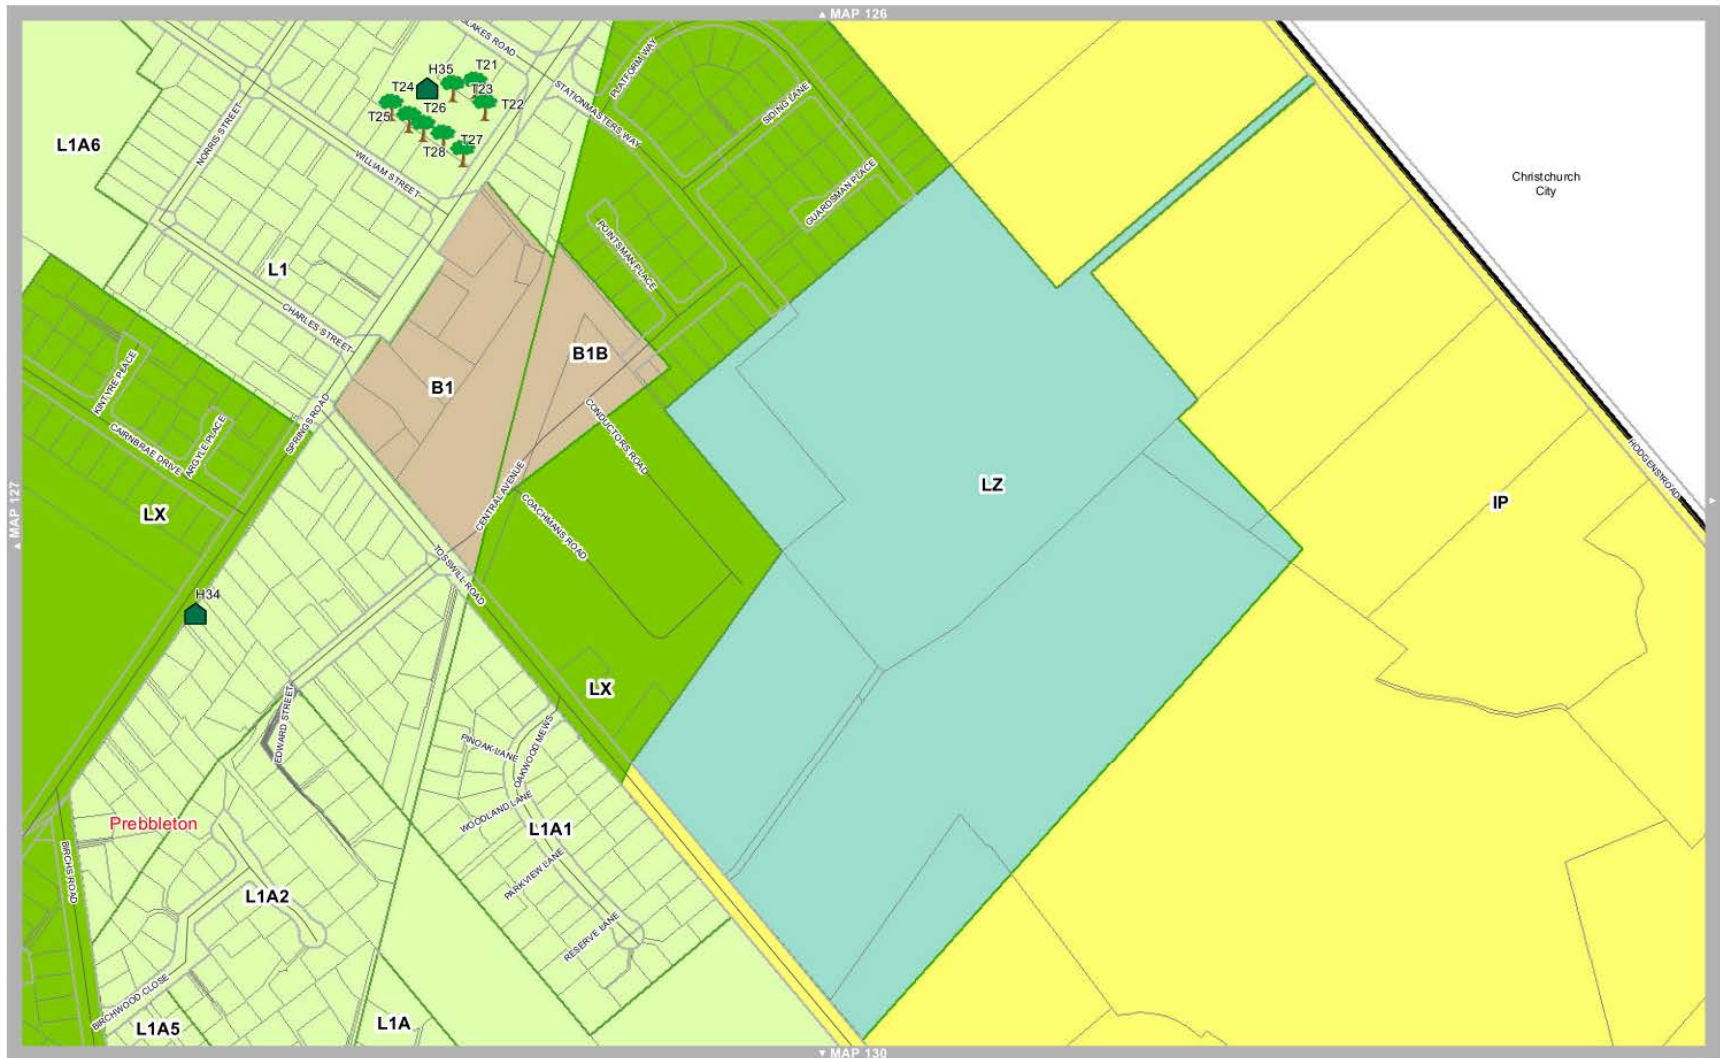 ▲ MAP 126
BLAKES ROAD
PLATFORM WAY
H35
T21
T24
T23
T22
T26
T25
T27
T28
STATIONMASTERS WAY
SIDING LANE
NORRIS STREET
WILLIAM STREET
L1A6
Christchurch
City
GUARDSMAN PLACE
POINTSMAN PLACE
L1
CHARLES STREET
B1B
B1
KINTYRE PLACE
SPRINGS ROAD
CAIRNBRAE DRIVE
ARGYLE PLACE
CONDUCTORS ROAD
HODGENS ROAD
LZ
IP
CENTRAL AVENUE
COACHMANS ROAD
LX
▲ MAP 127
TOSSWILL ROAD
H34
LX
EDWARD STREET
PINOAK LANE
OAKWOOD MEWS
WOODLAND LANE
Prebbleton
L1A1
BIRCHS ROAD
PARKVIEW LANE
L1A2
RESERVE LANE
BIRCHWOOD CLOSE
L1A5
L1A
▼ MAP 130